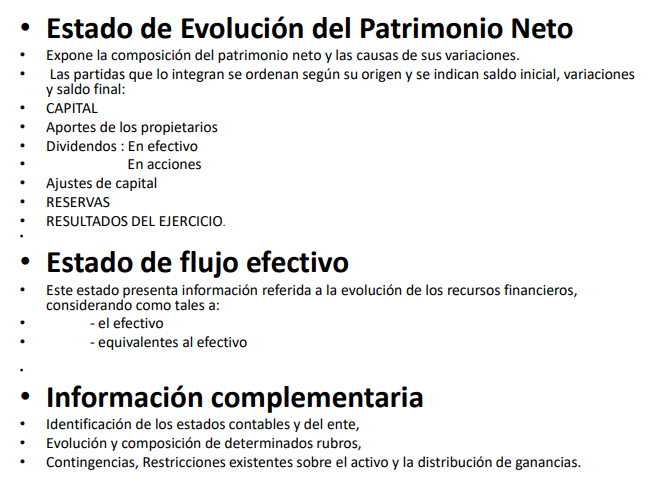 • Estado de Evolución del Patrimonio Neto
• Expone la composición del patrimonio neto y las causas de sus variaciones.
• Las partidas que lo integran se ordenan según su origen y se indican saldo inicial, variaciones
y saldo final:
• CAPITAL
• Aportes de los propietarios
• Dividendos : En efectivo
• En acciones
• Ajustes de capital
• RESERVAS
• RESULTADOS DEL EJERCICIO.
•
• Estado de flujo efectivo
• Este estado presenta información referida a la evolución de los recursos financieros,
considerando como tales a:
• - el efectivo
• - equivalentes al efectivo
•
• Información complementaria
• Identificación de los estados contables y del ente,
• Evolución y composición de determinados rubros,
• Contingencias, Restricciones existentes sobre el activo y la distribución de ganancias.